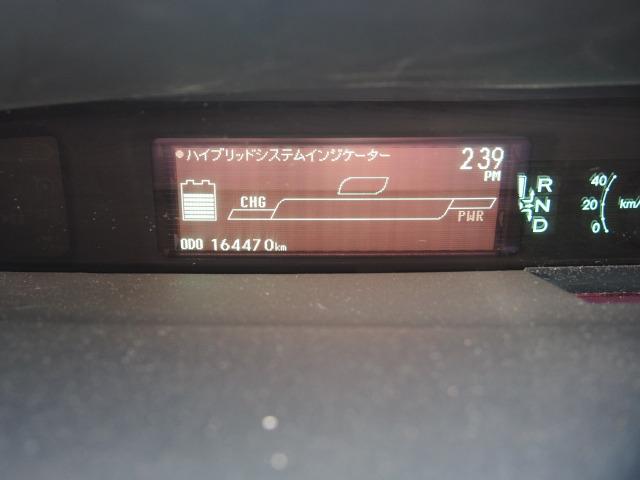 ハイブリッドシステムインジケーター
2:39
PM
CHG
PWR
ODO 164470km
R
N
D
40
20
0
km/